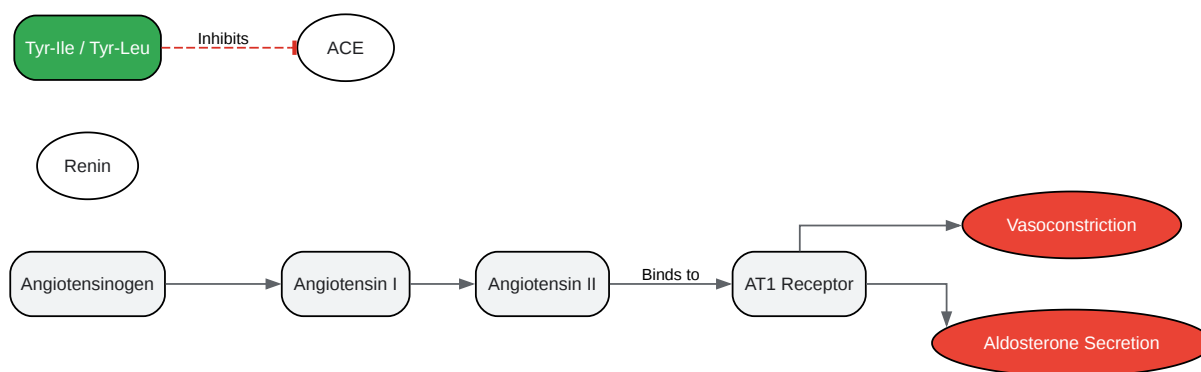 Tyr-Ile / Tyr-Leu
Inhibits
ACE
Renin
Vasoconstriction
Angiotensinogen
Angiotensin I
Angiotensin II
Binds to
AT1 Receptor
Aldosterone Secretion